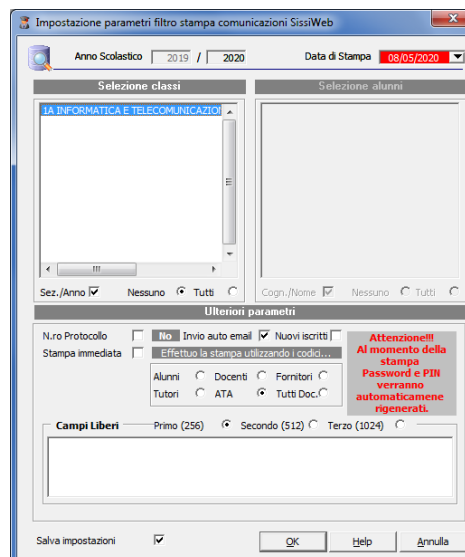 Impostazione parametri filtro stampa comunicazioni SissiWeb
Anno Scolastico 2019 / 2020 Data di Stampa 08/05/2020
Selezione classi Selezione alunni
1A INFORMATICA E TELECOMUNICAZION
Sez./Anno Nessuno Tutti Cogn./Nome Nessuno Tutti
Ulteriori parametri
N.ro Protocollo No Invio auto email Nuovi iscritti
Stampa immediata Effettuo la stampa utilizzando i codici...
Alunni Docenti Fornitori
Tutori ATA Tutti Doc.
Attenzione!!!
Al momento della
stampa
Password e PIN
verranno
automaticamene
rigenerati.
Campi Liberi Primo (256) Secondo (512) Terzo (1024)
Salva impostazioni OK Help Annulla